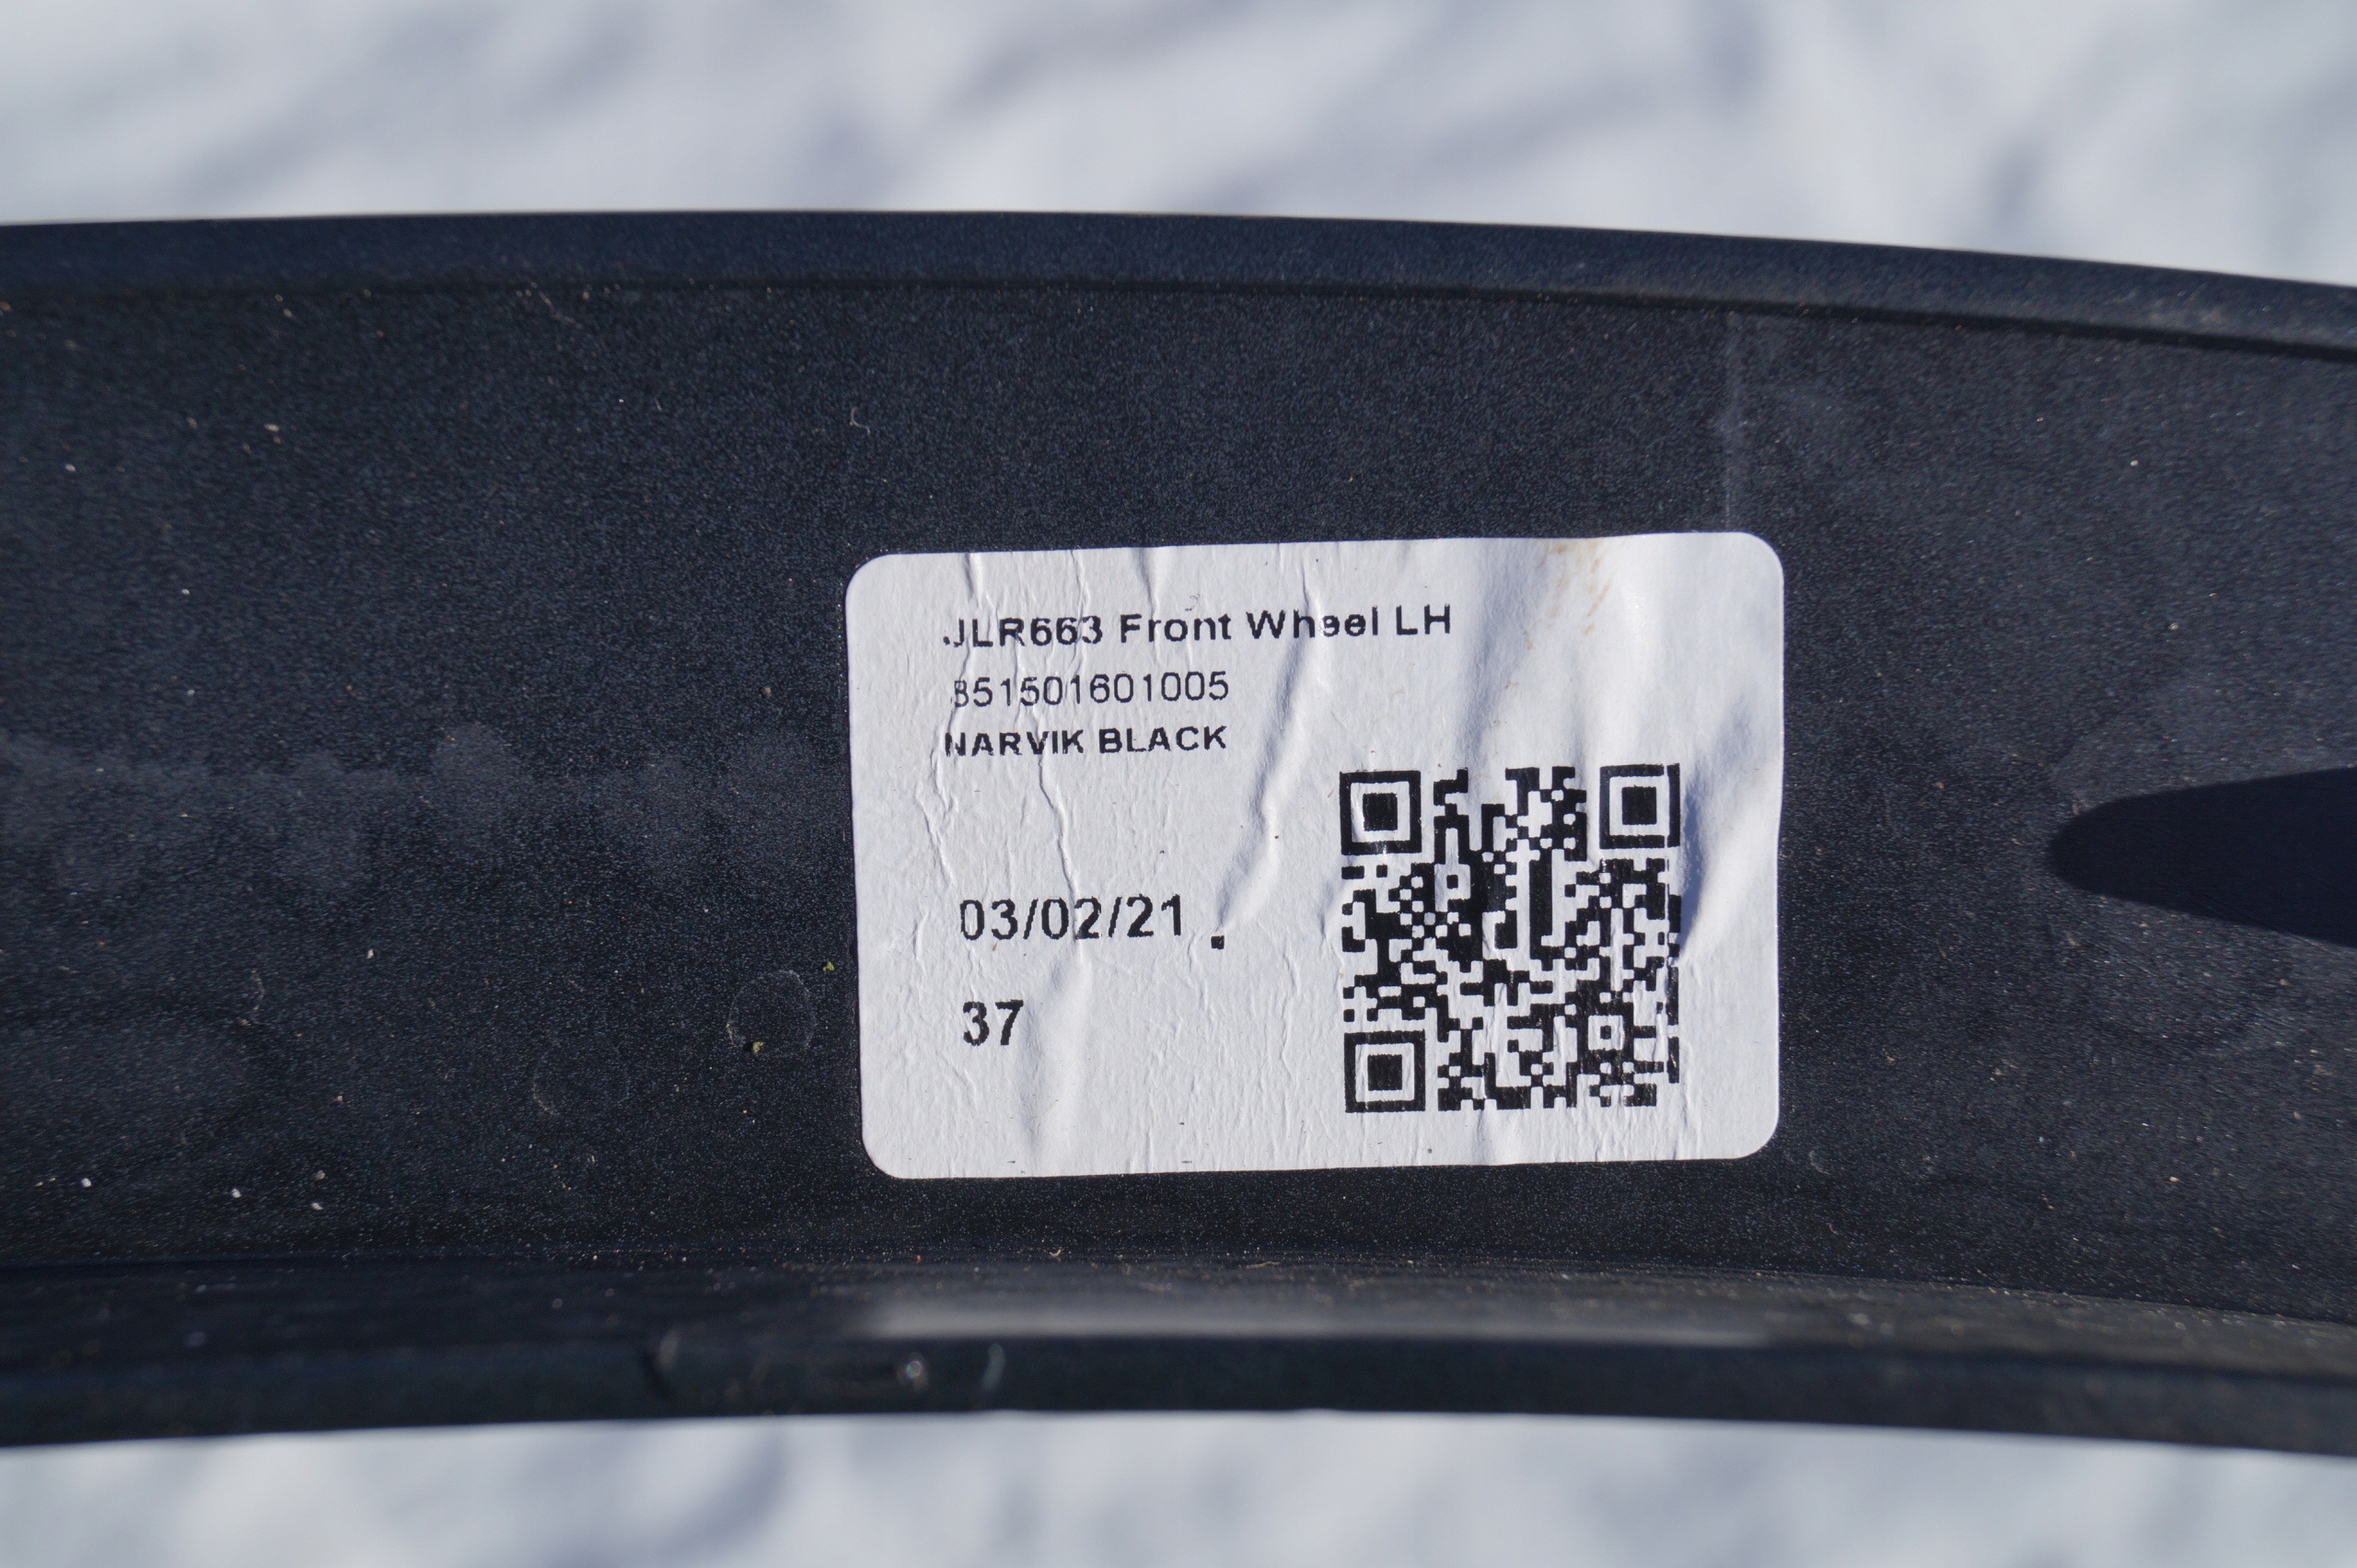 JLR663 Front Wheel LH
851501601005
NARVIK BLACK
03/02/21 .
37